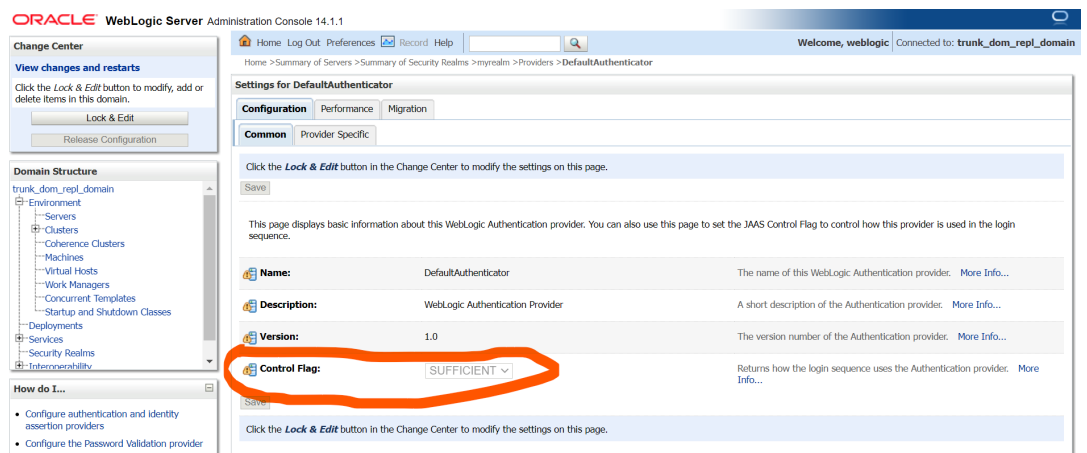 ORACLE WebLogic Server Administration Console 14.1.1
Change Center
View changes and restarts
Click the Lock & Edit button to modify, add or
delete items in this domain.
Lock & Edit
Release Configuration
Domain Structure
trunk_dom_repl_domain
Environment
Servers
Clusters
Coherence Clusters
Machines
Virtual Hosts
Work Managers
Concurrent Templates
Startup and Shutdown Classes
Deployments
Services
Security Realms
Interoperability
How do I...
Configure authentication and identity
assertion providers
Configure the Password Validation provider
Home Log Out Preferences Record Help
Welcome, weblogic Connected to: trunk_dom_repl_domain
Home >Summary of Servers >Summary of Security Realms >myrealm >Providers >DefaultAuthenticator
Settings for DefaultAuthenticator
Configuration Performance Migration
Common Provider Specific
Click the Lock & Edit button in the Change Center to modify the settings on this page.
Save
This page displays basic information about this WebLogic Authentication provider. You can also use this page to set the JAAS Control Flag to control how this provider is used in the login
sequence.
Name: DefaultAuthenticator The name of this WebLogic Authentication provider. More Info...
Description: WebLogic Authentication Provider A short description of the Authentication provider. More Info...
Version: 1.0 The version number of the Authentication provider. More Info...
Control Flag: SUFFICIENT Returns how the login sequence uses the Authentication provider. More
Info...
Save
Click the Lock & Edit button in the Change Center to modify the settings on this page.